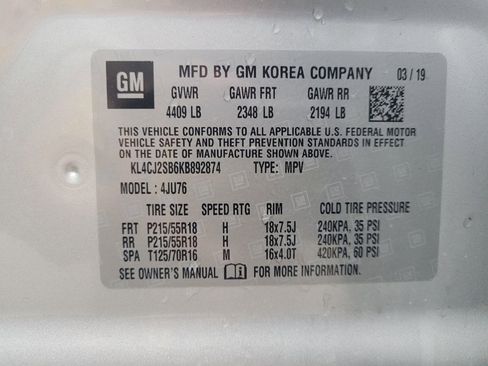 GM
MFD BY GM KOREA COMPANY 03/19
GVWR GAWR FRT GAWR RR
4409 LB 2348 LB 2194 LB
THIS VEHICLE CONFORMS TO ALL APPLICABLE U.S. FEDERAL MOTOR
VEHICLE SAFETY AND THEFT PREVENTION STANDARDS IN EFFECT
ON THE DATE OF MANUFACTURE SHOWN ABOVE.
KL4CJ2SB6KB892874 TYPE: MPV
MODEL: 4JU76
TIRE SIZE SPEED RTG RIM COLD TIRE PRESSURE
FRT P215/55R18 H 18x7.5J 240KPA, 35 PSI
RR P215/55R18 H 18x7.5J 240KPA, 35 PSI
SPA T125/70R16 M 16x4.0T 420KPA, 60 PSI
SEE OWNER'S MANUAL FOR MORE INFORMATION.